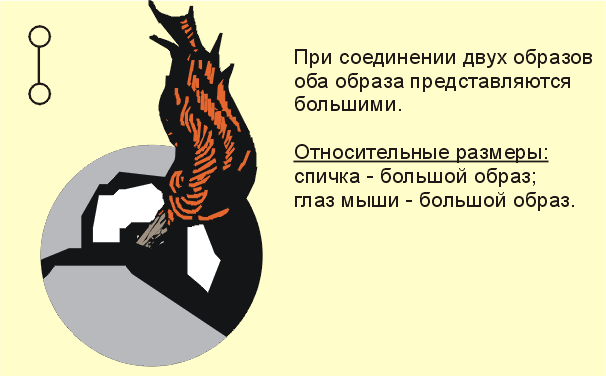 При соединении двух образов
оба образа представляются
большими.
Относительные размеры:
спичка - большой образ;
глаз мыши - большой образ.